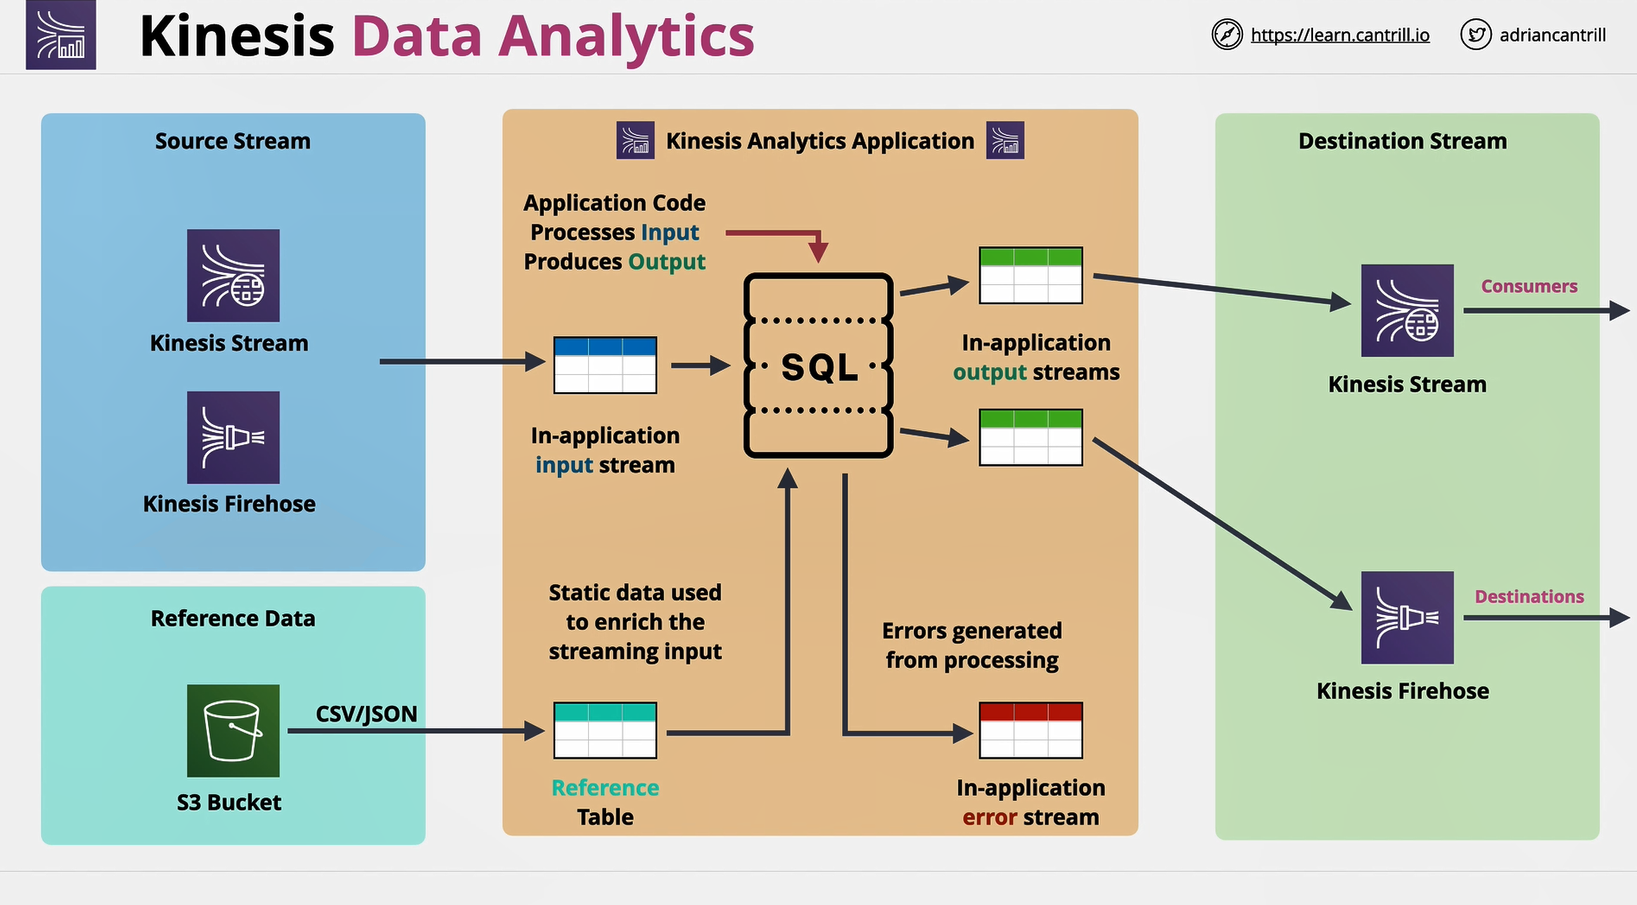 Kinesis Data Analytics
https://learn.cantrill.io
adriancantrill
Source Stream
Kinesis Stream
Kinesis Firehose
Reference Data
CSV/JSON
S3 Bucket
Kinesis Analytics Application
Application Code
Processes Input
Produces Output
SQL
In-application
input stream
In-application
output streams
Static data used
to enrich the
streaming input
Errors generated
from processing
Reference
Table
In-application
error stream
Destination Stream
Consumers
Kinesis Stream
Destinations
Kinesis Firehose